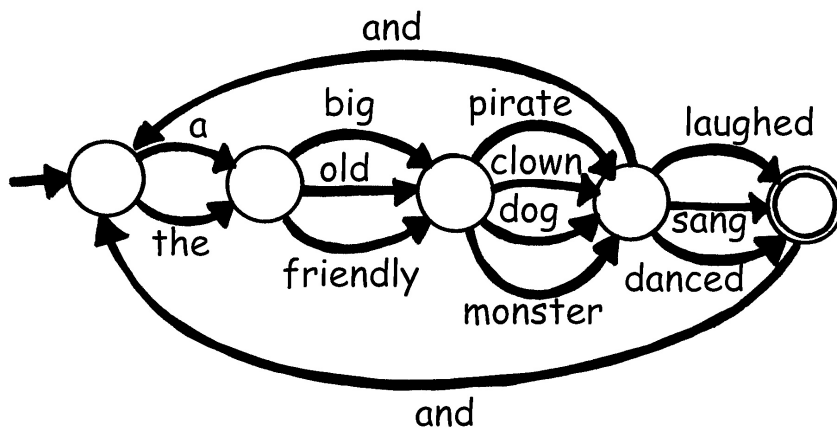 and
a
the
big
old
friendly
pirate
clown
dog
monster
laughed
sang
danced
and